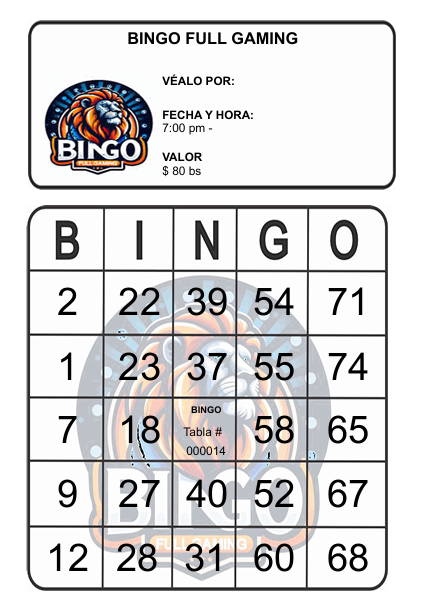 BINGO FULL GAMING
BINGO
FULL GAMING
VÉALO POR:
FECHA Y HORA:
7:00 pm -
VALOR
$ 80 bs
B I N G O
2 22 39 54 71
1 23 37 55 74
7 18 BINGO Tabla # 000014 58 65
9 27 40 52 67
12 28 31 60 68
BINGO
FULL GAMING